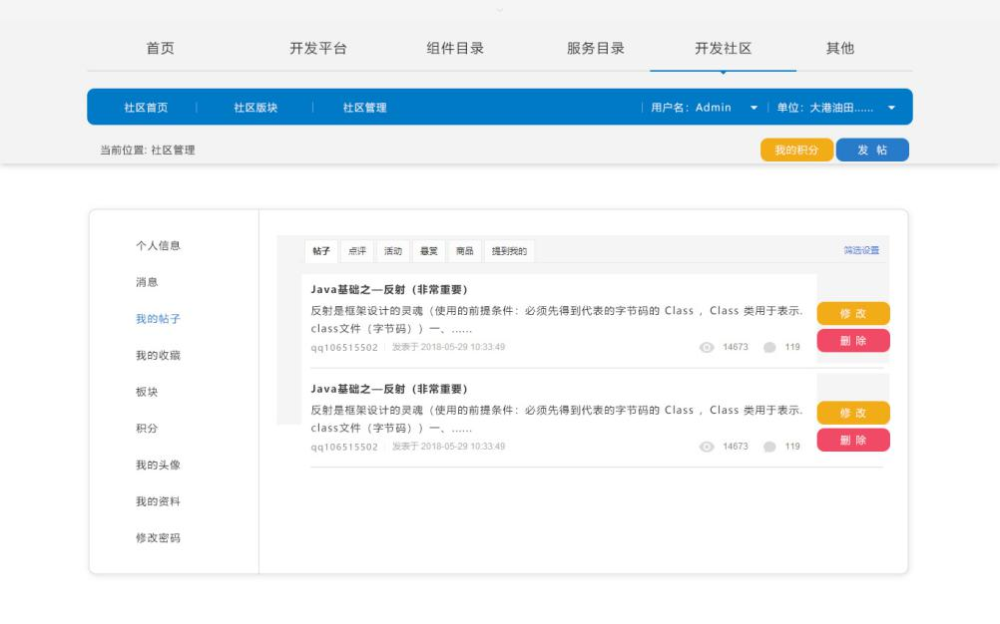 首页 开发平台 组件目录 服务目录 开发社区 其他
社区首页 社区版块 社区管理 用户名：Admin 单位：大港油田......
当前位置: 社区管理 我的积分 发 帖
个人信息
消息
我的帖子
我的收藏
板块
积分
我的头像
我的资料
修改密码
帖子 点评 活动 悬赏 商品 提到我的 筛选设置
Java基础之—反射（非常重要）
反射是框架设计的灵魂（使用的前提条件：必须先得到代表的字节码的 Class ，Class 类用于表示.
class文件（字节码））一、......
qq106515502 发表于 2018-05-29 10:33:49 14673 119
修 改
删 除
Java基础之—反射（非常重要）
反射是框架设计的灵魂（使用的前提条件：必须先得到代表的字节码的 Class ，Class 类用于表示.
class文件（字节码））一、......
qq106515502 发表于 2018-05-29 10:33:49 14673 119
修 改
删 除